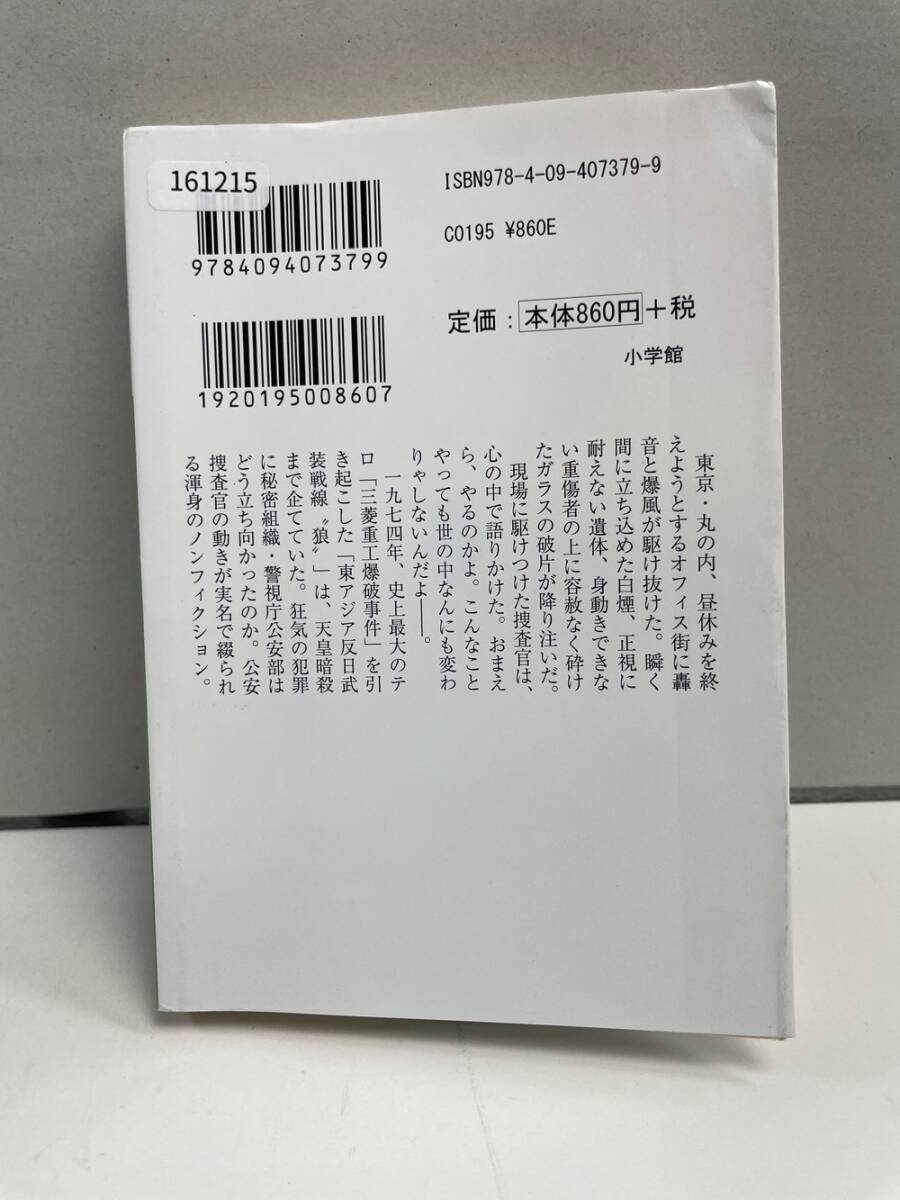 161215
ISBN978-4-09-407379-9
9784094073799
C0195 ¥860E
定価：本体860円＋税
小学館
1920195008607
東京・丸の内、昼休みを終
えようとするオフィス街に轟
音と爆風が駆け抜けた。瞬く
間に立ち込めた白煙、正視に
耐えない遺体、身動きできな
い重傷者の上に容赦なく砕け
たガラスの破片が降り注いだ。
現場に駆けつけた捜査官は、
心の中で語りかけた。おまえ
ら、やるのかよ。こんなこと
やっても世の中なんにも変わ
りゃしないんだよ――。
一九七四年、史上最大のテ
ロ「三菱重工爆破事件」を引
き起こした「東アジア反日武
装戦線〝狼〟」は、天皇暗殺
まで企てていた。狂気の犯罪
に秘密組織・警視庁公安部は
どう立ち向かったのか。公安
捜査官の動きが実名で綴られ
る渾身のノンフィクション。